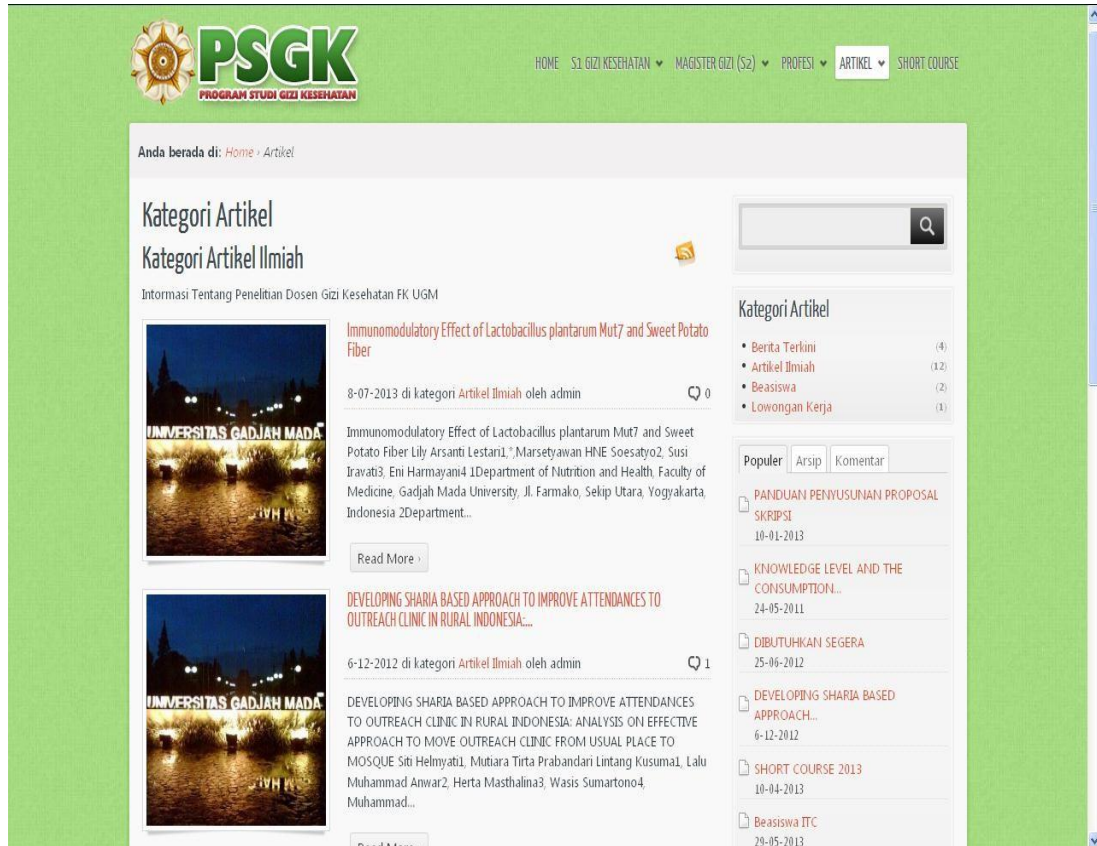 PSGK
PROGRAM STUDI GIZI KESEHATAN
HOME S1 GIZI KESEHATAN MAGISTER GIZI (S2) PROFESI ARTIKEL SHORT COURSE
Anda berada di: Home › Artikel
Kategori Artikel
Kategori Artikel Ilmiah
Informasi Tentang Penelitian Dosen Gizi Kesehatan FK UGM
UNIVERSITAS GADJAH MADA
Immunomodulatory Effect of Lactobacillus plantarum Mut7 and Sweet Potato
Fiber
8-07-2013 di kategori Artikel Ilmiah oleh admin 0
Immunomodulatory Effect of Lactobacillus plantarum Mut7 and Sweet
Potato Fiber Lily Arsanti Lestari1,*,Marsetyawan HNE Soesatyo2, Susi
Iravati3, Eni Harmayani4 1Department of Nutrition and Health, Faculty of
Medicine, Gadjah Mada University, Jl. Farmako, Sekip Utara, Yogyakarta,
Indonesia 2Department...
Read More ›
UNIVERSITAS GADJAH MADA
DEVELOPING SHARIA BASED APPROACH TO IMPROVE ATTENDANCES TO
OUTREACH CLINIC IN RURAL INDONESIA:...
6-12-2012 di kategori Artikel Ilmiah oleh admin 1
DEVELOPING SHARIA BASED APPROACH TO IMPROVE ATTENDANCES
TO OUTREACH CLINIC IN RURAL INDONESIA: ANALYSIS ON EFFECTIVE
APPROACH TO MOVE OUTREACH CLINIC FROM USUAL PLACE TO
MOSQUE Siti Helmyati1, Mutiara Tirta Prabandari Lintang Kusuma1, Lalu
Muhammad Anwar2, Herta Masthalina3, Wasis Sumartono4,
Muhammad...
Read More ›
Kategori Artikel
• Berita Terkini (4)
• Artikel Ilmiah (12)
• Beasiswa (2)
• Lowongan Kerja (1)
Populer Arsip Komentar
PANDUAN PENYUSUNAN PROPOSAL
SKRIPSI
10-01-2013
KNOWLEDGE LEVEL AND THE
CONSUMPTION...
24-05-2011
DIBUTUHKAN SEGERA
25-06-2012
DEVELOPING SHARIA BASED
APPROACH...
6-12-2012
SHORT COURSE 2013
10-04-2013
Beasiswa ITC
29-05-2013